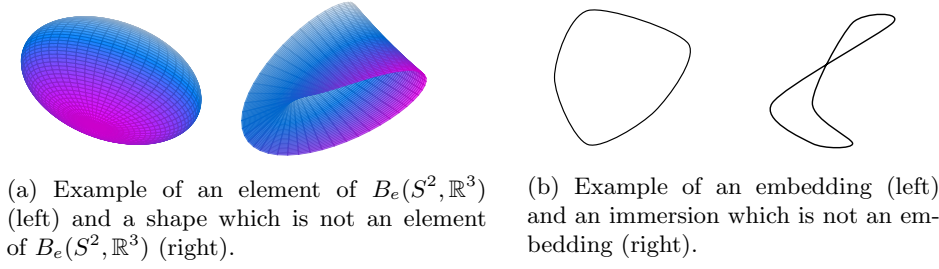 (a) Example of an element of $B_e(S^2, \mathbb{R}^3)$
(left) and a shape which is not an element
of $B_e(S^2, \mathbb{R}^3)$ (right).
(b) Example of an embedding (left)
and an immersion which is not an em-
bedding (right).